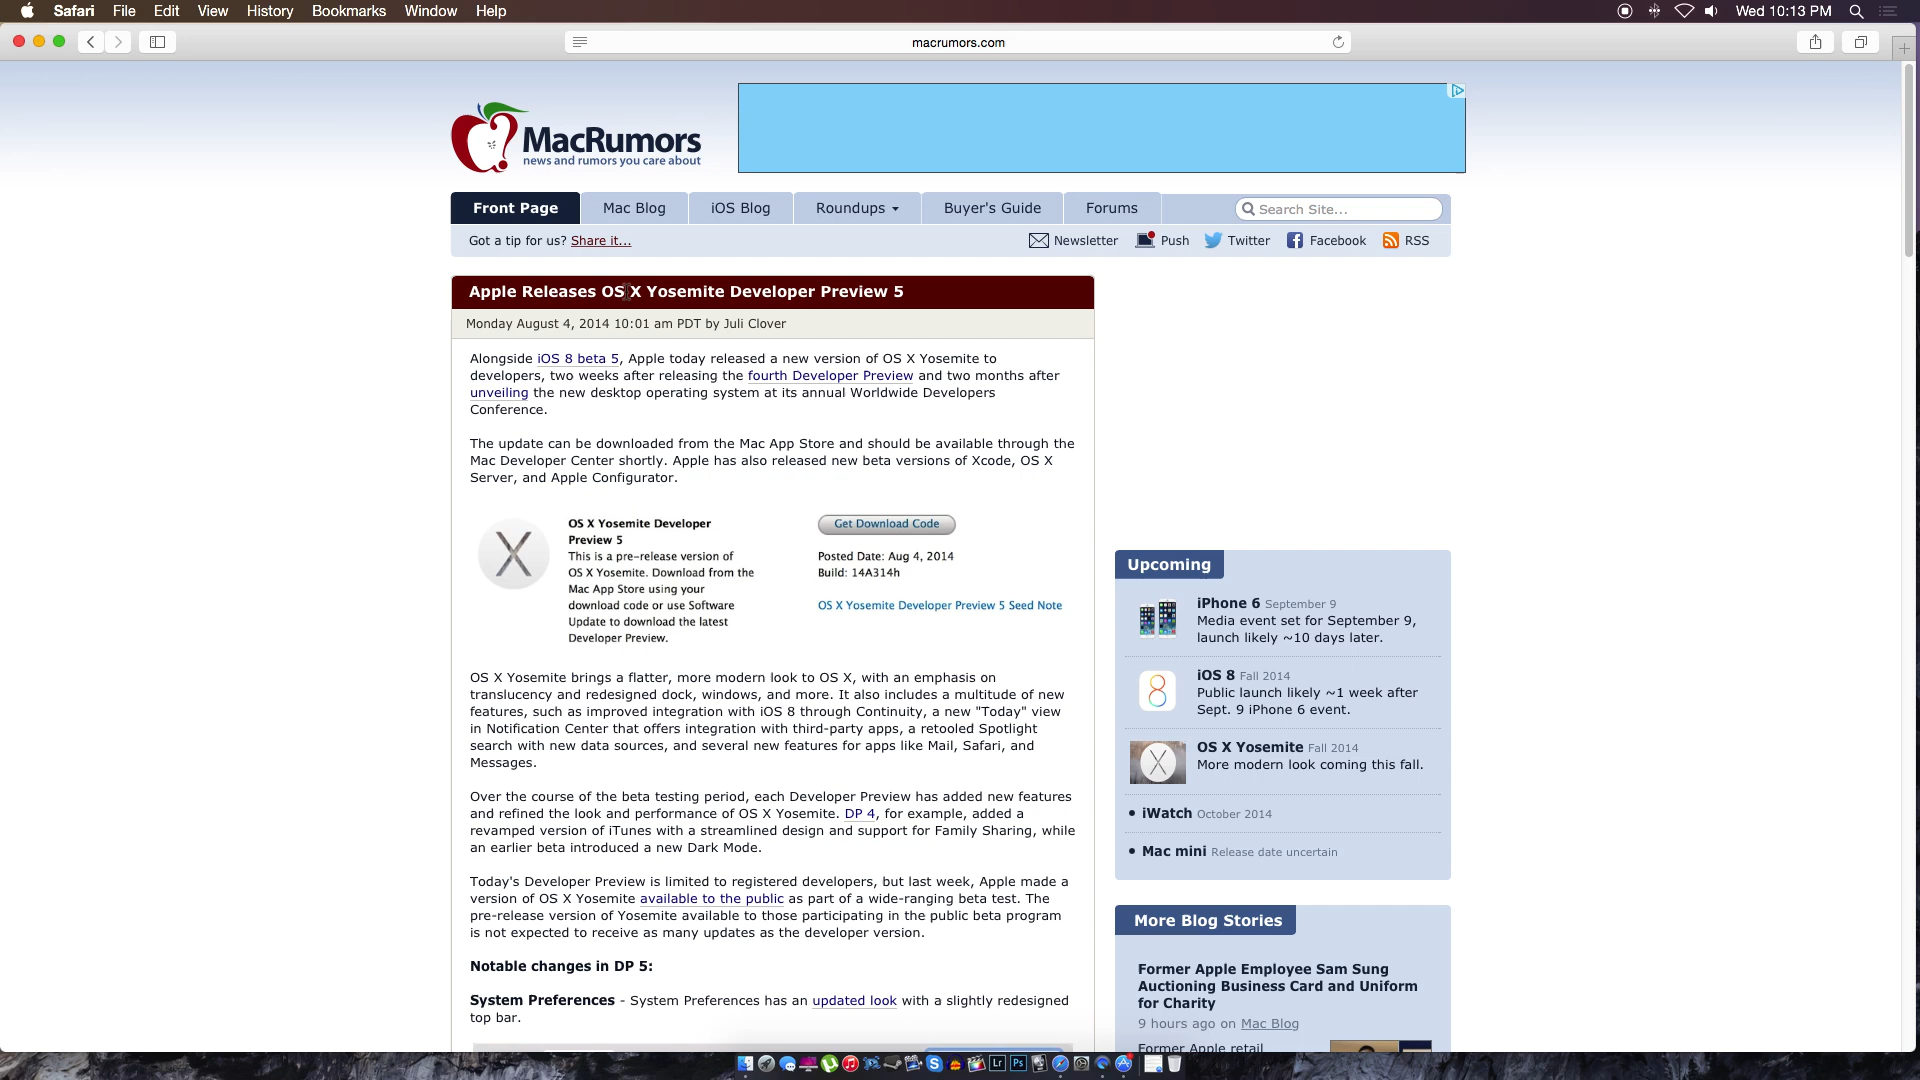 Safari File Edit View History Bookmarks Window Help
Wed 10:13 PM
macrumors.com
MacRumors
news and rumors you care about
Front Page Mac Blog iOS Blog Roundups Buyer's Guide Forums Search Site...
Got a tip for us? Share it... Newsletter Push Twitter Facebook RSS
Apple Releases OS X Yosemite Developer Preview 5
Monday August 4, 2014 10:01 am PDT by Juli Clover
Alongside iOS 8 beta 5, Apple today released a new version of OS X Yosemite to
developers, two weeks after releasing the fourth Developer Preview and two months after
unveiling the new desktop operating system at its annual Worldwide Developers
Conference.
The update can be downloaded from the Mac App Store and should be available through the
Mac Developer Center shortly. Apple has also released new beta versions of Xcode, OS X
Server, and Apple Configurator.
X
OS X Yosemite Developer
Preview 5
This is a pre-release version of
OS X Yosemite. Download from the
Mac App Store using your
download code or use Software
Update to download the latest
Developer Preview.
Get Download Code
Posted Date: Aug 4, 2014
Build: 14A314h
OS X Yosemite Developer Preview 5 Seed Note
OS X Yosemite brings a flatter, more modern look to OS X, with an emphasis on
translucency and redesigned dock, windows, and more. It also includes a multitude of new
features, such as improved integration with iOS 8 through Continuity, a new "Today" view
in Notification Center that offers integration with third-party apps, a retooled Spotlight
search with new data sources, and several new features for apps like Mail, Safari, and
Messages.
Over the course of the beta testing period, each Developer Preview has added new features
and refined the look and performance of OS X Yosemite. DP 4, for example, added a
revamped version of iTunes with a streamlined design and support for Family Sharing, while
an earlier beta introduced a new Dark Mode.
Today's Developer Preview is limited to registered developers, but last week, Apple made a
version of OS X Yosemite available to the public as part of a wide-ranging beta test. The
pre-release version of Yosemite available to those participating in the public beta program
is not expected to receive as many updates as the developer version.
Notable changes in DP 5:
System Preferences - System Preferences has an updated look with a slightly redesigned
top bar.
Upcoming
iPhone 6 September 9
Media event set for September 9,
launch likely ~10 days later.
8
iOS 8 Fall 2014
Public launch likely ~1 week after
Sept. 9 iPhone 6 event.
X
OS X Yosemite Fall 2014
More modern look coming this fall.
• iWatch October 2014
• Mac mini Release date uncertain
More Blog Stories
Former Apple Employee Sam Sung
Auctioning Business Card and Uniform
for Charity
9 hours ago on Mac Blog
Former Apple retail
Lr Ps